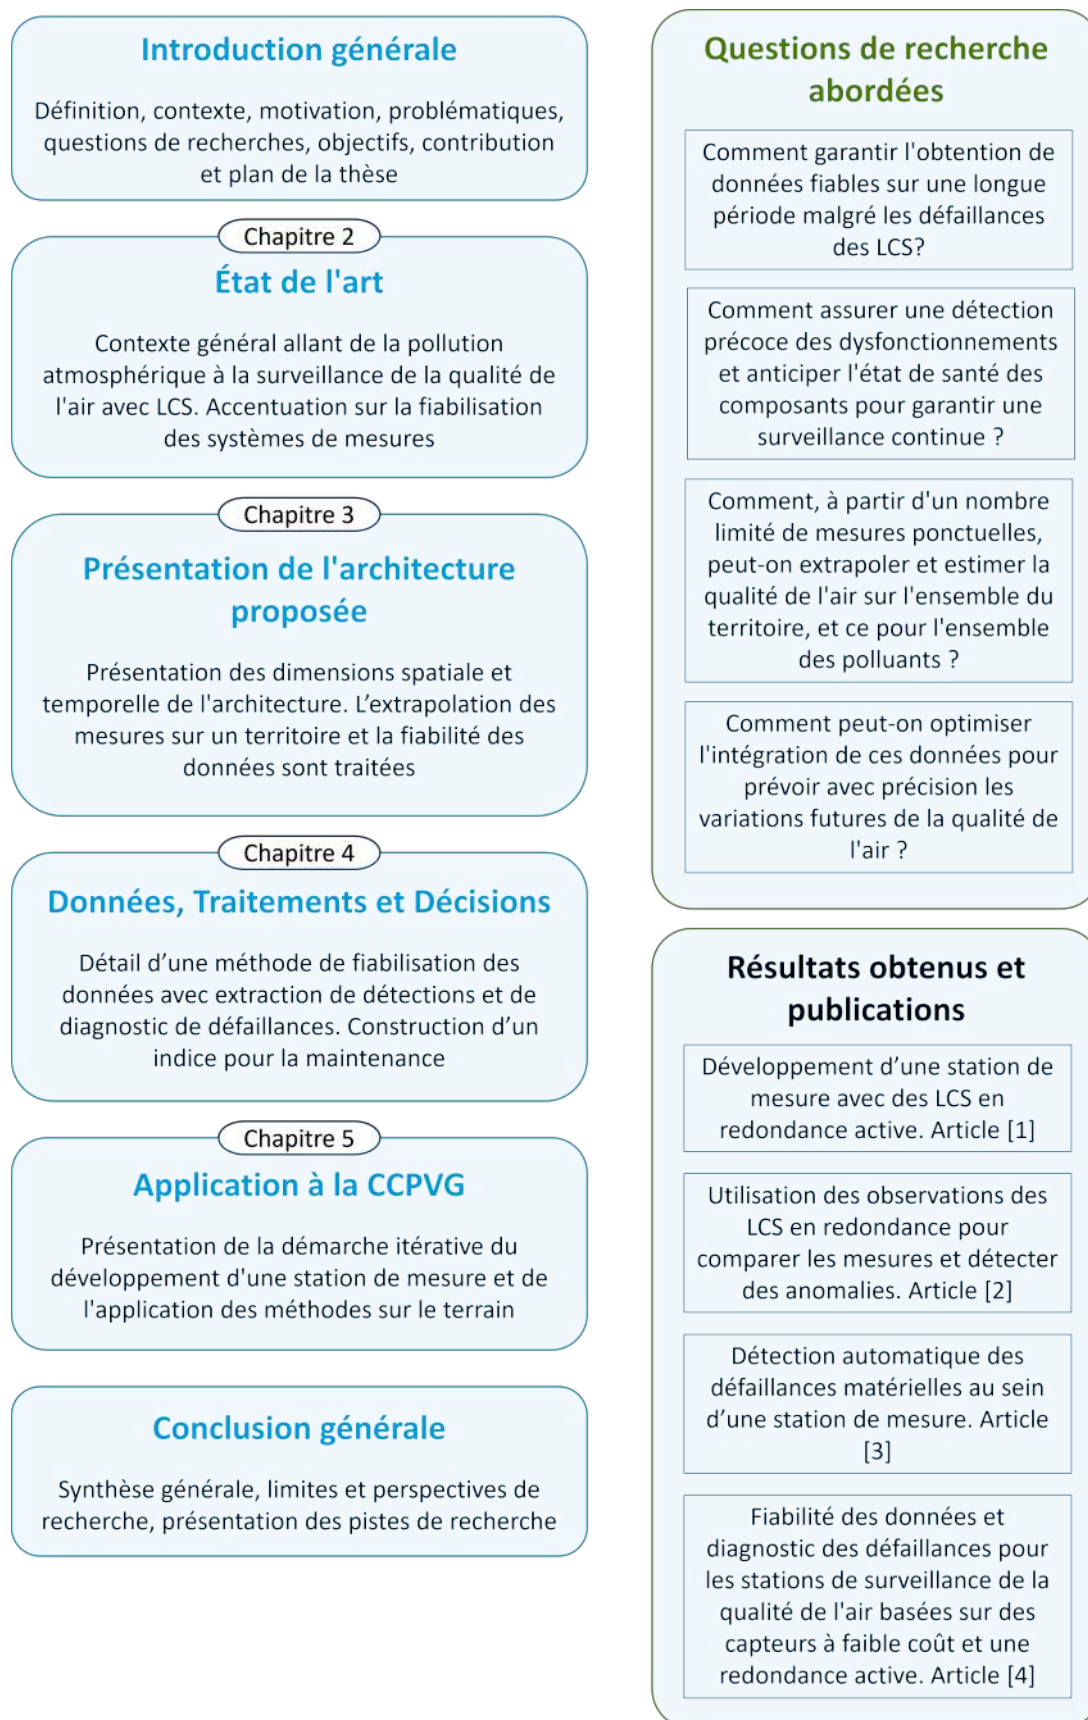 Introduction générale
Définition, contexte, motivation, problématiques,
questions de recherches, objectifs, contribution
et plan de la thèse
Chapitre 2
État de l'art
Contexte général allant de la pollution
atmosphérique à la surveillance de la qualité de
l'air avec LCS. Accentuation sur la fiabilisation
des systèmes de mesures
Chapitre 3
Présentation de l'architecture
proposée
Présentation des dimensions spatiale et
temporelle de l'architecture. L’extrapolation des
mesures sur un territoire et la fiabilité des
données sont traitées
Chapitre 4
Données, Traitements et Décisions
Détail d’une méthode de fiabilisation des
données avec extraction de détections et de
diagnostic de défaillances. Construction d’un
indice pour la maintenance
Chapitre 5
Application à la CCPVG
Présentation de la démarche itérative du
développement d'une station de mesure et de
l'application des méthodes sur le terrain
Conclusion générale
Synthèse générale, limites et perspectives de
recherche, présentation des pistes de recherche
Questions de recherche
abordées
Comment garantir l'obtention de
données fiables sur une longue
période malgré les défaillances
des LCS?
Comment assurer une détection
précoce des dysfonctionnements
et anticiper l'état de santé des
composants pour garantir une
surveillance continue ?
Comment, à partir d'un nombre
limité de mesures ponctuelles,
peut-on extrapoler et estimer la
qualité de l'air sur l'ensemble du
territoire, et ce pour l'ensemble
des polluants ?
Comment peut-on optimiser
l'intégration de ces données pour
prévoir avec précision les
variations futures de la qualité de
l'air ?
Résultats obtenus et
publications
Développement d’une station de
mesure avec des LCS en
redondance active. Article [1]
Utilisation des observations des
LCS en redondance pour
comparer les mesures et détecter
des anomalies. Article [2]
Détection automatique des
défaillances matérielles au sein
d’une station de mesure. Article
[3]
Fiabilité des données et
diagnostic des défaillances pour
les stations de surveillance de la
qualité de l'air basées sur des
capteurs à faible coût et une
redondance active. Article [4]